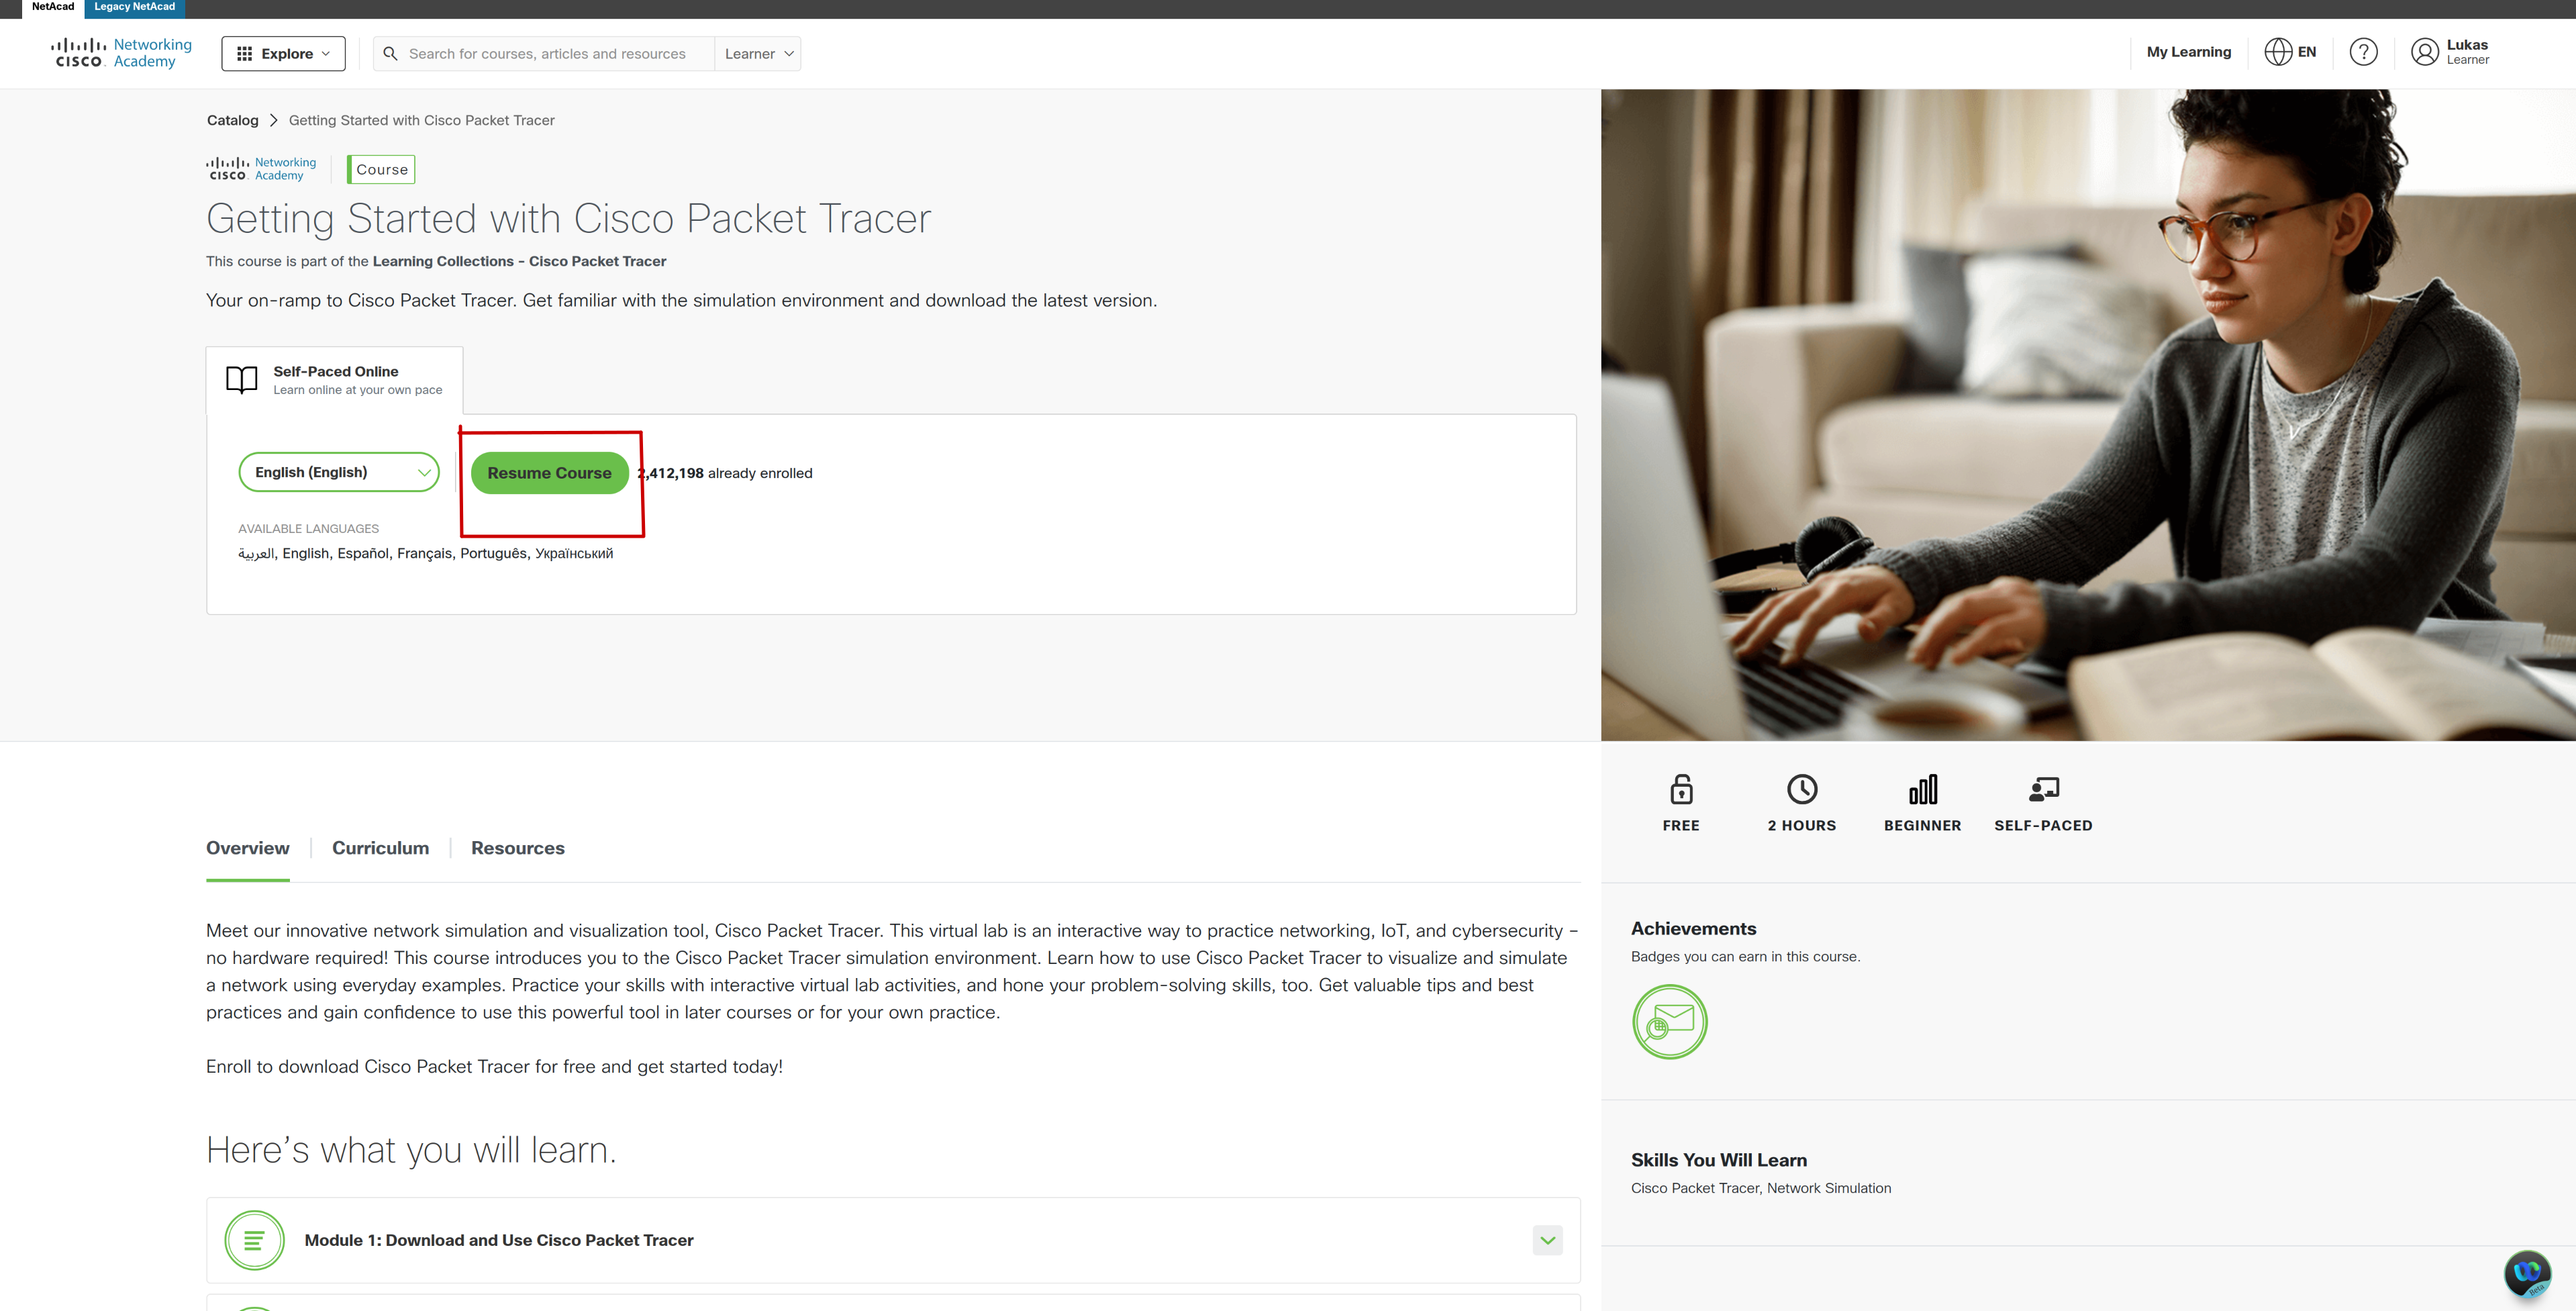 NetAcad
Legacy NetAcad
CISCO Networking Academy
Explore
Search for courses, articles and resources
Learner
My Learning
EN
?
Lukas
Learner
Catalog > Getting Started with Cisco Packet Tracer
CISCO Networking Academy
Course
Getting Started with Cisco Packet Tracer
This course is part of the Learning Collections - Cisco Packet Tracer
Your on-ramp to Cisco Packet Tracer. Get familiar with the simulation environment and download the latest version.
Self-Paced Online
Learn online at your own pace
English (English)
Resume Course
2,412,198 already enrolled
AVAILABLE LANGUAGES
العربية, English, Español, Français, Português, Український
FREE
2 HOURS
BEGINNER
SELF-PACED
Overview
Curriculum
Resources
Meet our innovative network simulation and visualization tool, Cisco Packet Tracer. This virtual lab is an interactive way to practice networking, IoT, and cybersecurity –
no hardware required! This course introduces you to the Cisco Packet Tracer simulation environment. Learn how to use Cisco Packet Tracer to visualize and simulate
a network using everyday examples. Practice your skills with interactive virtual lab activities, and hone your problem-solving skills, too. Get valuable tips and best
practices and gain confidence to use this powerful tool in later courses or for your own practice.
Enroll to download Cisco Packet Tracer for free and get started today!
Achievements
Badges you can earn in this course.
Here's what you will learn.
Skills You Will Learn
Cisco Packet Tracer, Network Simulation
Module 1: Download and Use Cisco Packet Tracer
Beta